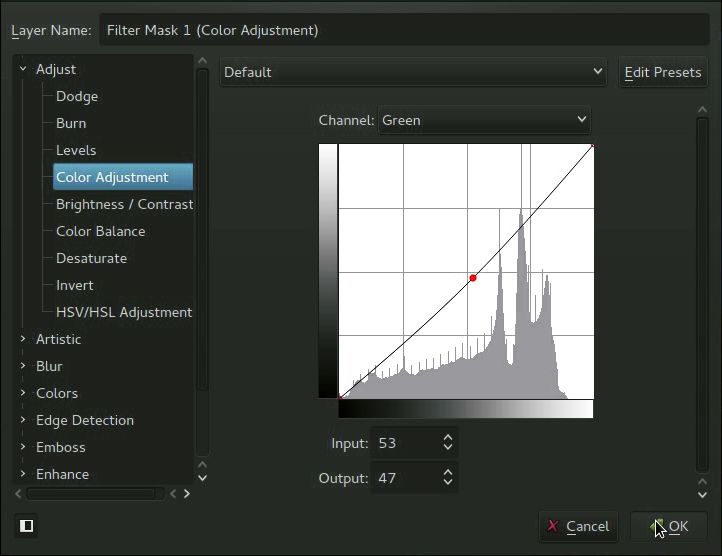 Layer Name: Filter Mask 1 (Color Adjustment)
Adjust
Dodge
Burn
Levels
Color Adjustment
Brightness / Contrast
Color Balance
Desaturate
Invert
HSV/HSL Adjustment
Artistic
Blur
Colors
Edge Detection
Emboss
Enhance
Default
Edit Presets
Channel: Green
Input: 53
Output: 47
Cancel
OK